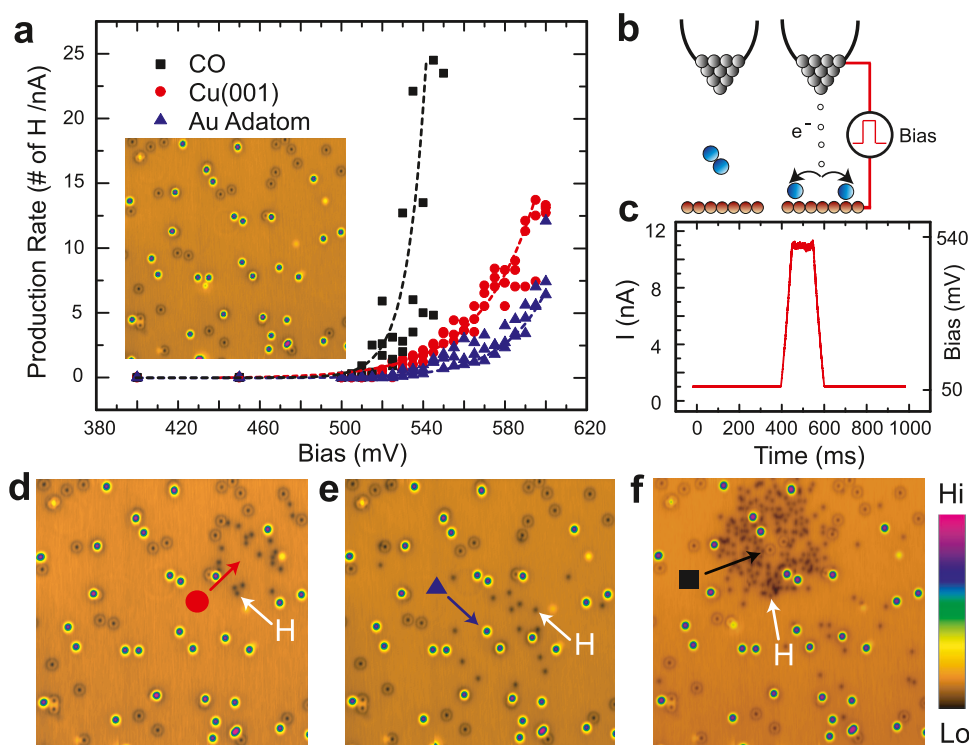 a
Production Rate (# of H /nA)
25
20
15
10
5
0
CO
Cu(001)
Au Adatom
380
420
460
500
540
580
620
Bias (mV)
b
e-
Bias
c
I (nA)
12
8
4
0
540
50
Bias (mV)
0 200 400 600 800 1000
Time (ms)
d
H
e
H
f
H
Hi
Lo